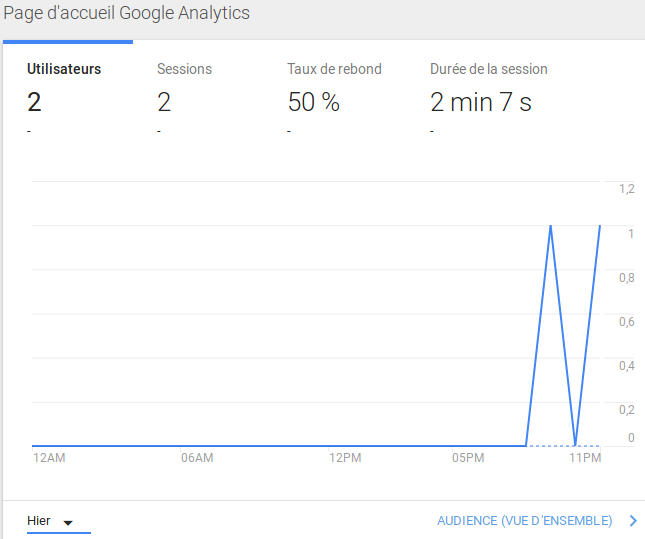 Page d'accueil Google Analytics
Utilisateurs Sessions Taux de rebond Durée de la session
2 2 50 % 2 min 7 s
- - - -
1,2
1
0,8
0,6
0,4
0,2
0
12AM 06AM 12PM 05PM 11PM
Hier AUDIENCE (VUE D'ENSEMBLE)